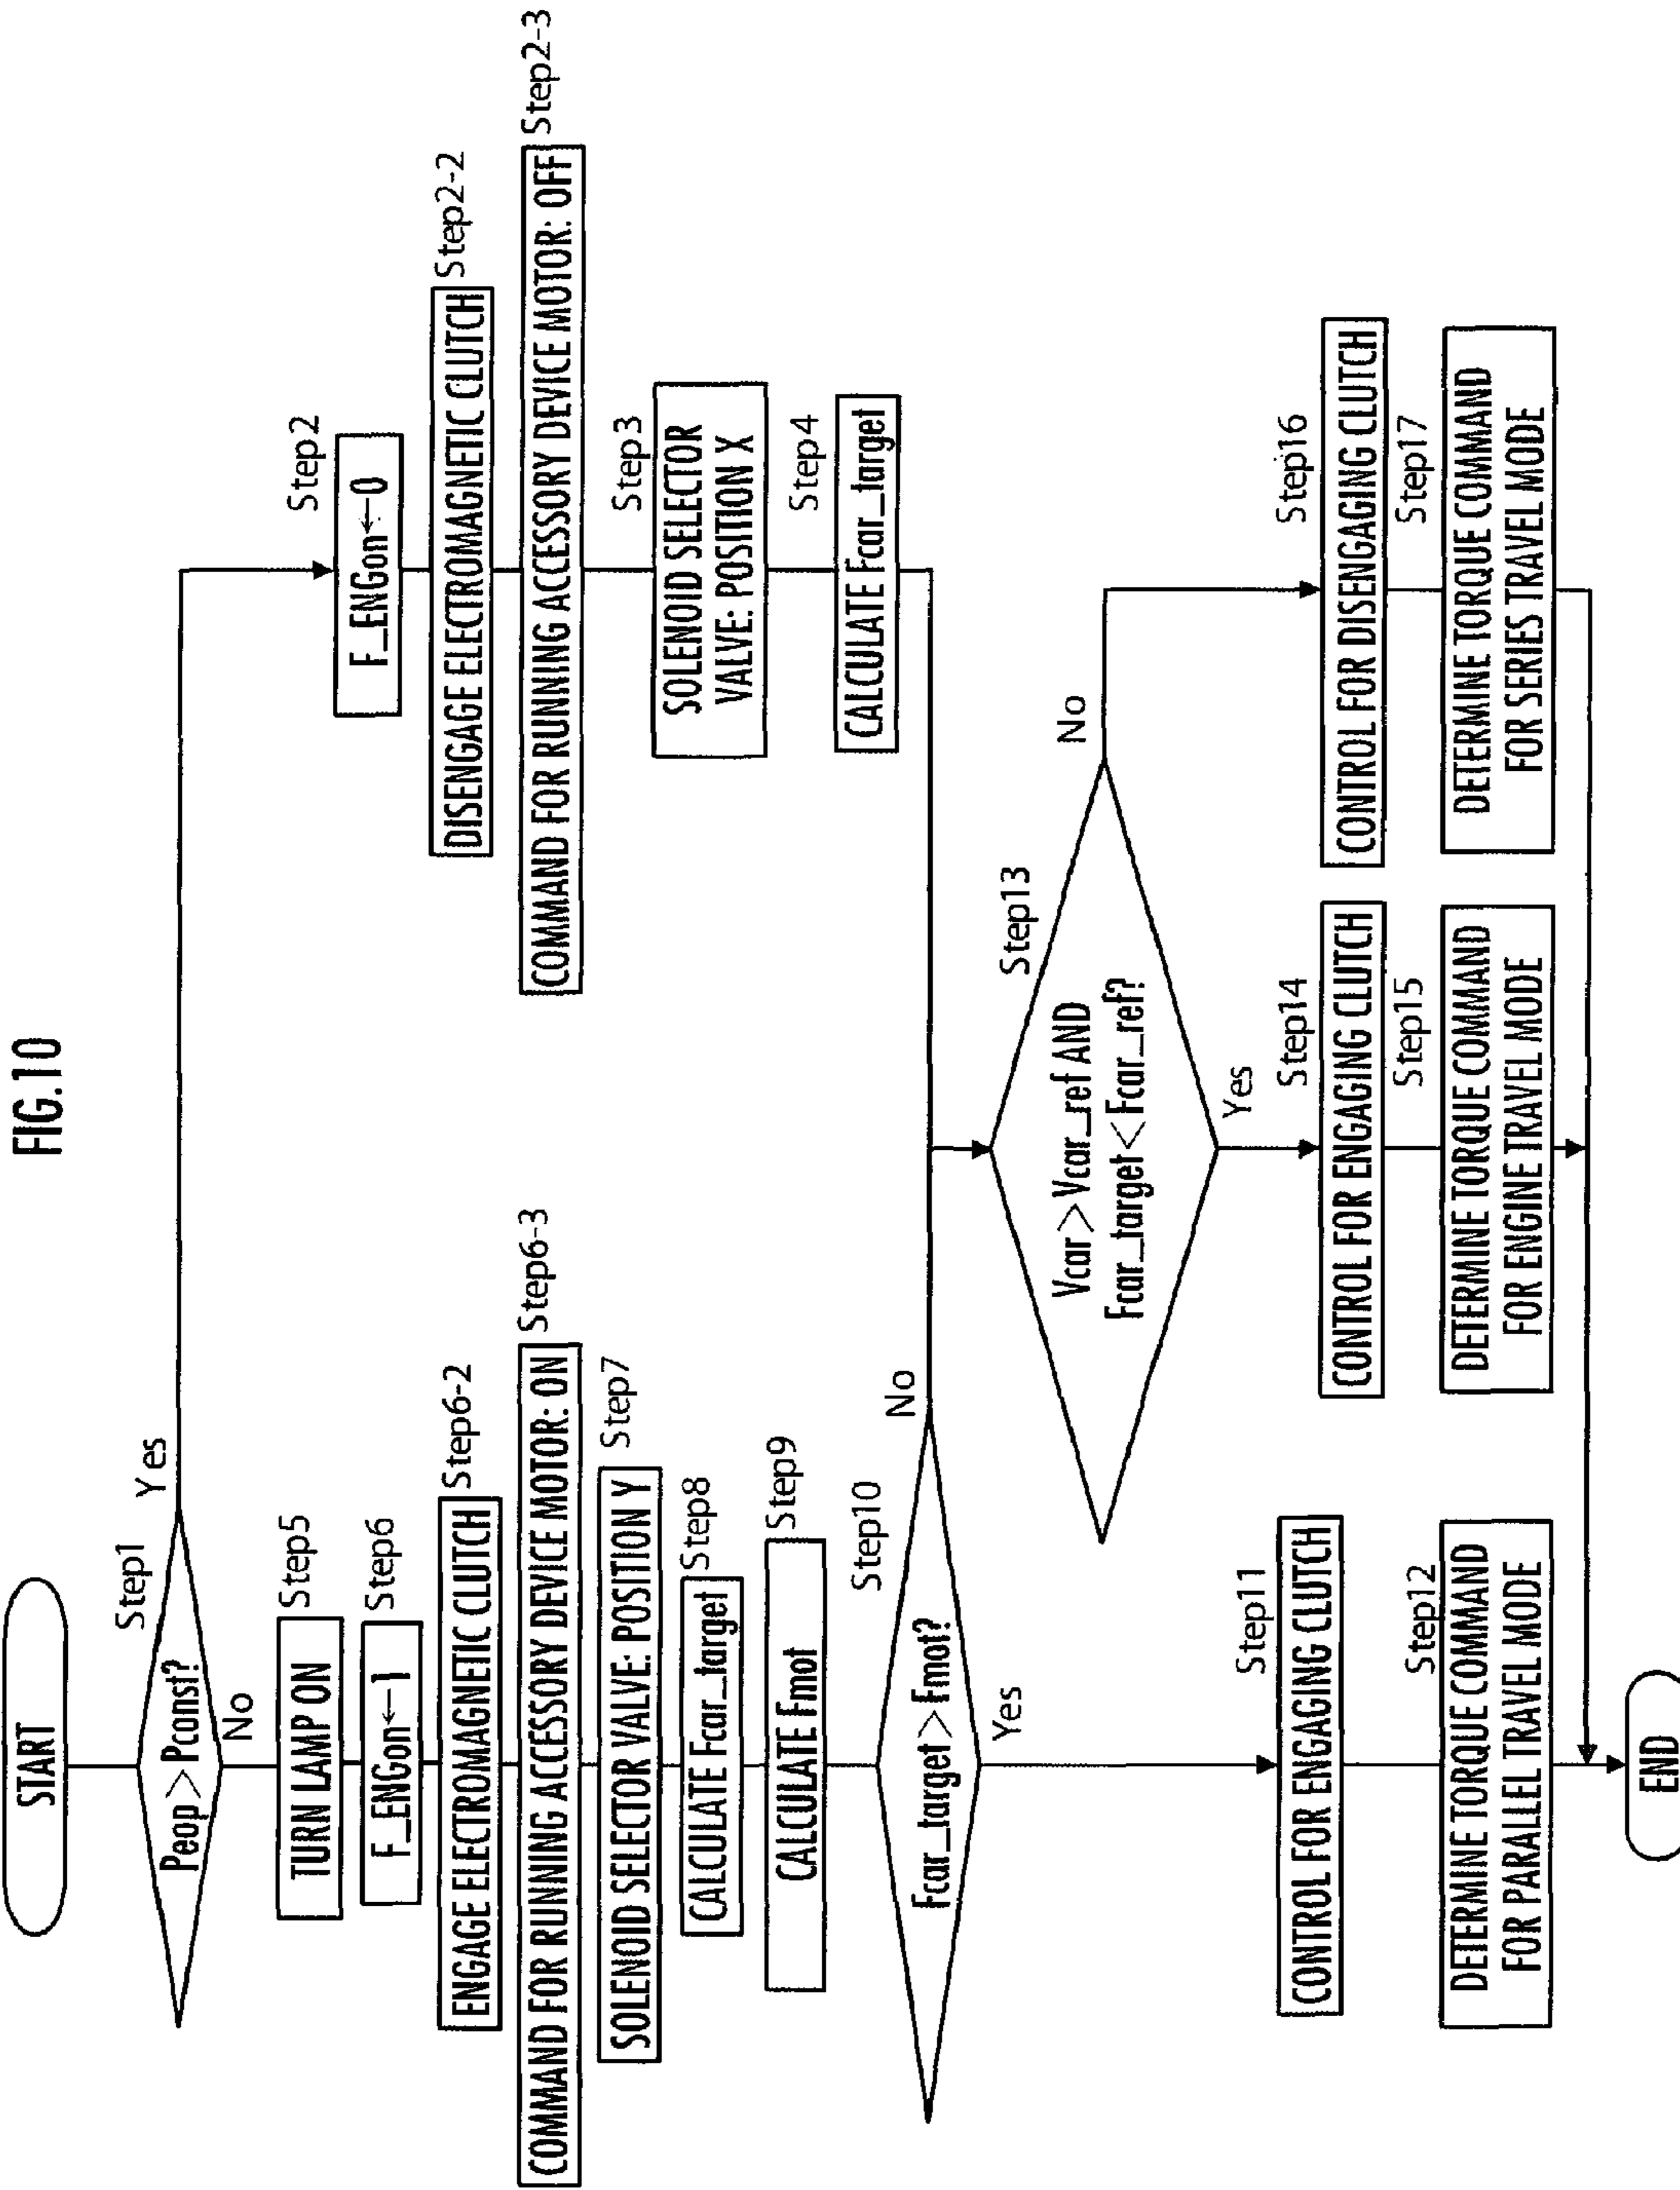 FIG.10
START
Step1
Peop>Pconst?
Yes
No
TURN LAMP ON
Step5
F_ENGon←1
Step6
ENGAGE ELECTROMAGNETIC CLUTCH
Step6-2
COMMAND FOR RUNNING ACCESSORY DEVICE MOTOR: ON
Step6-3
SOLENOID SELECTOR VALVE: POSITION Y
Step7
CALCULATE Fcar_target
Step8
CALCULATE Fmot
Step9
Step10
Fcar_target>Fmot?
No
Yes
Step2
F_ENGon←0
DISENGAGE ELECTROMAGNETIC CLUTCH
Step2-2
COMMAND FOR RUNNING ACCESSORY DEVICE MOTOR: OFF
Step2-3
Step3
SOLENOID SELECTOR
VALVE: POSITION X
Step4
CALCULATE Fcar_target
Step13
Vcar>Vcar_ref AND
Fcar_target<Fcar_ref?
No
Yes
Step11
CONTROL FOR ENGAGING CLUTCH
Step12
DETERMINE TORQUE COMMAND
FOR PARALLEL TRAVEL MODE
Step14
CONTROL FOR ENGAGING CLUTCH
Step15
DETERMINE TORQUE COMMAND
FOR ENGINE TRAVEL MODE
Step16
CONTROL FOR DISENGAGING CLUTCH
Step17
DETERMINE TORQUE COMMAND
FOR SERIES TRAVEL MODE
END